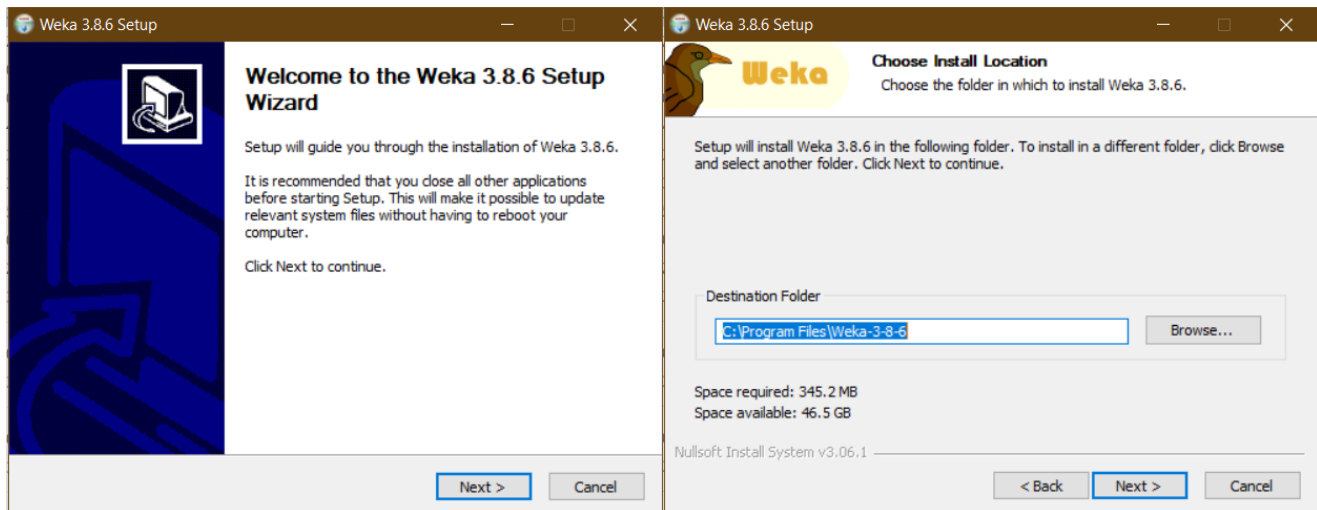 Weka 3.8.6 Setup
Welcome to the Weka 3.8.6 Setup
Wizard
Setup will guide you through the installation of Weka 3.8.6.
It is recommended that you close all other applications
before starting Setup. This will make it possible to update
relevant system files without having to reboot your
computer.
Click Next to continue.
Next >
Cancel
Weka 3.8.6 Setup
Weka
Choose Install Location
Choose the folder in which to install Weka 3.8.6.
Setup will install Weka 3.8.6 in the following folder. To install in a different folder, click Browse
and select another folder. Click Next to continue.
Destination Folder
C:\Program Files\Weka-3-8-6
Browse...
Space required: 345.2 MB
Space available: 46.5 GB
Nullsoft Install System v3.06.1
< Back
Next >
Cancel